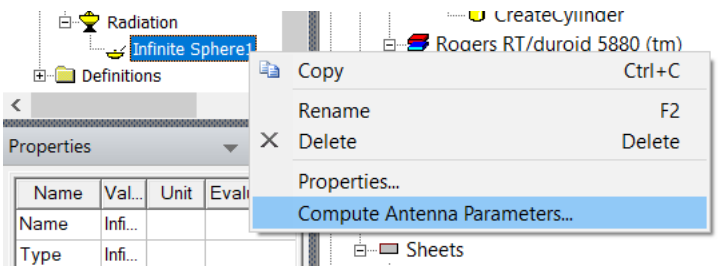 Radiation
Infinite Sphere1
Definitions
CreateCylinder
Rogers RT/duroid 5880 (tm)
Copy Ctrl+C
Rename F2
Delete Delete
Properties...
Compute Antenna Parameters...
Sheets
Properties
Name Val... Unit
Name Infi...
Type Infi...